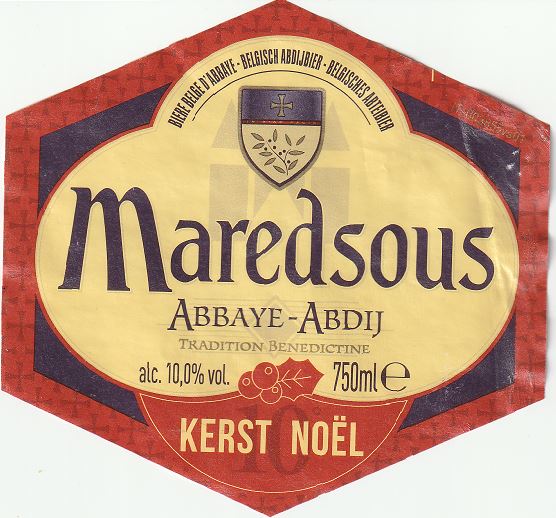 BIERE BELGE D'ABBAYE - BELGISCH ABDIJBIER - BELGISCHES ABTEIBIER
Maredsous
ABBAYE-ABDIJ
TRADITION BENEDICTINE
alc. 10,0% vol.
750ml e
10
KERST NOËL